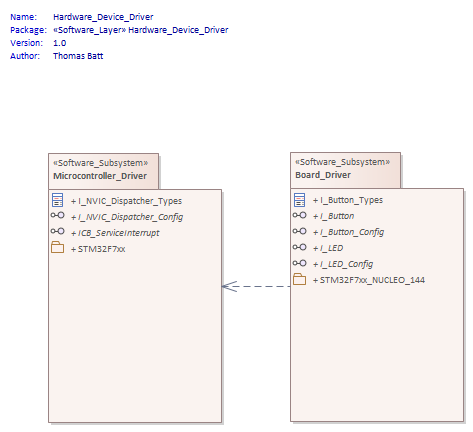 Name: Hardware_Device_Driver
Package: «Software_Layer» Hardware_Device_Driver
Version: 1.0
Author: Thomas Batt
«Software_Subsystem»
Microcontroller_Driver
+ I_NVIC_Dispatcher_Types
+ I_NVIC_Dispatcher_Config
+ ICB_ServiceInterrupt
+ STM32F7xx
«Software_Subsystem»
Board_Driver
+ I_Button_Types
+ I_Button
+ I_Button_Config
+ I_LED
+ I_LED_Config
+ STM32F7xx_NUCLEO_144